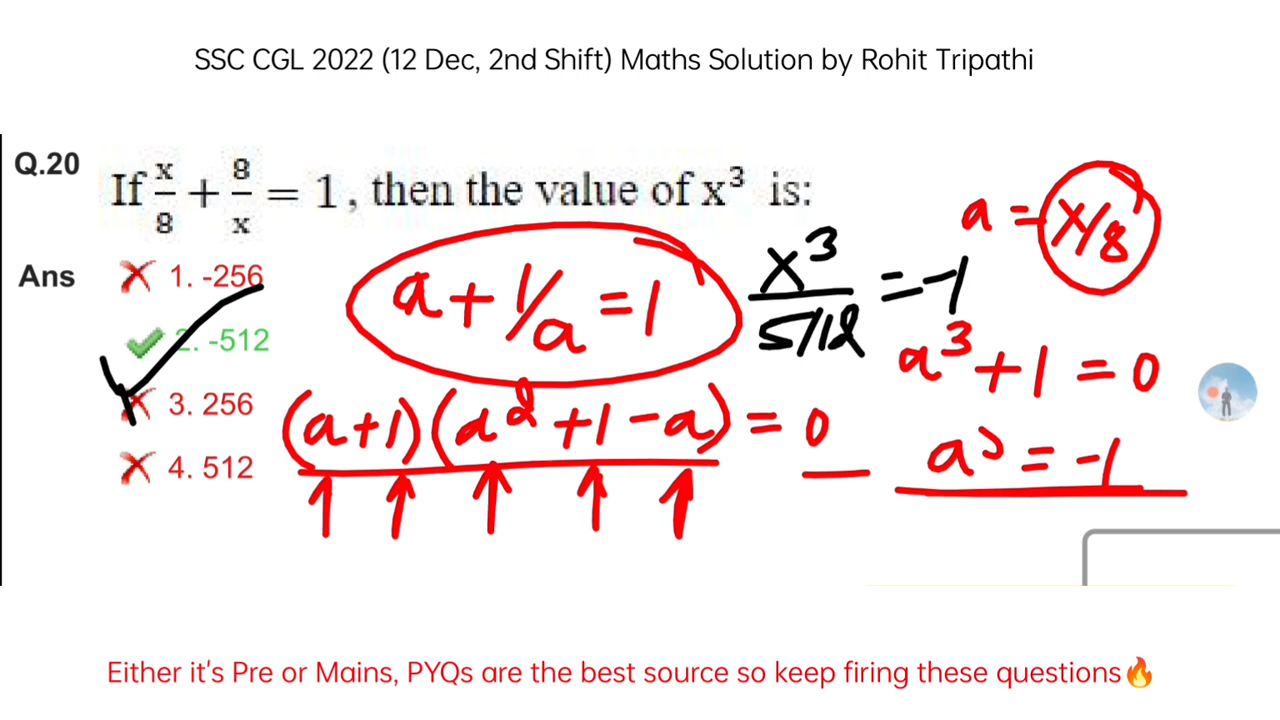 SSC CGL 2022 (12 Dec, 2nd Shift) Maths Solution by Rohit Tripathi
Q.20 If x/8 + 8/x = 1, then the value of x³ is:
a = x/8
Ans ❌ 1. -256
a + 1/a = 1
x³/512 = -1
✔ 2. -512
a³ + 1 = 0
❌ 3. 256
(a+1)(a² + 1 - a) = 0
a³ = -1
❌ 4. 512
Either it's Pre or Mains, PYQs are the best source so keep firing these questions🔥